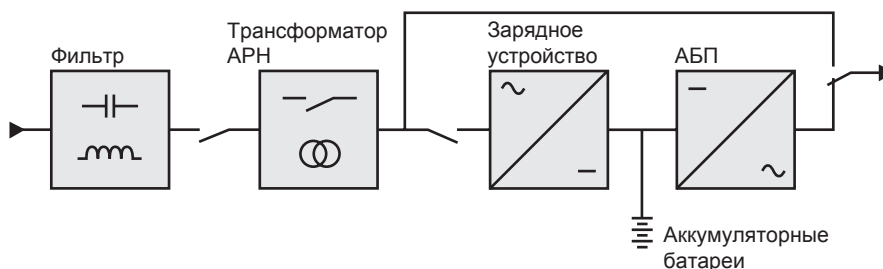 Фильтр
Трансформатор
АРН
Зарядное
устройство
АБП
Аккумуляторные
батареи